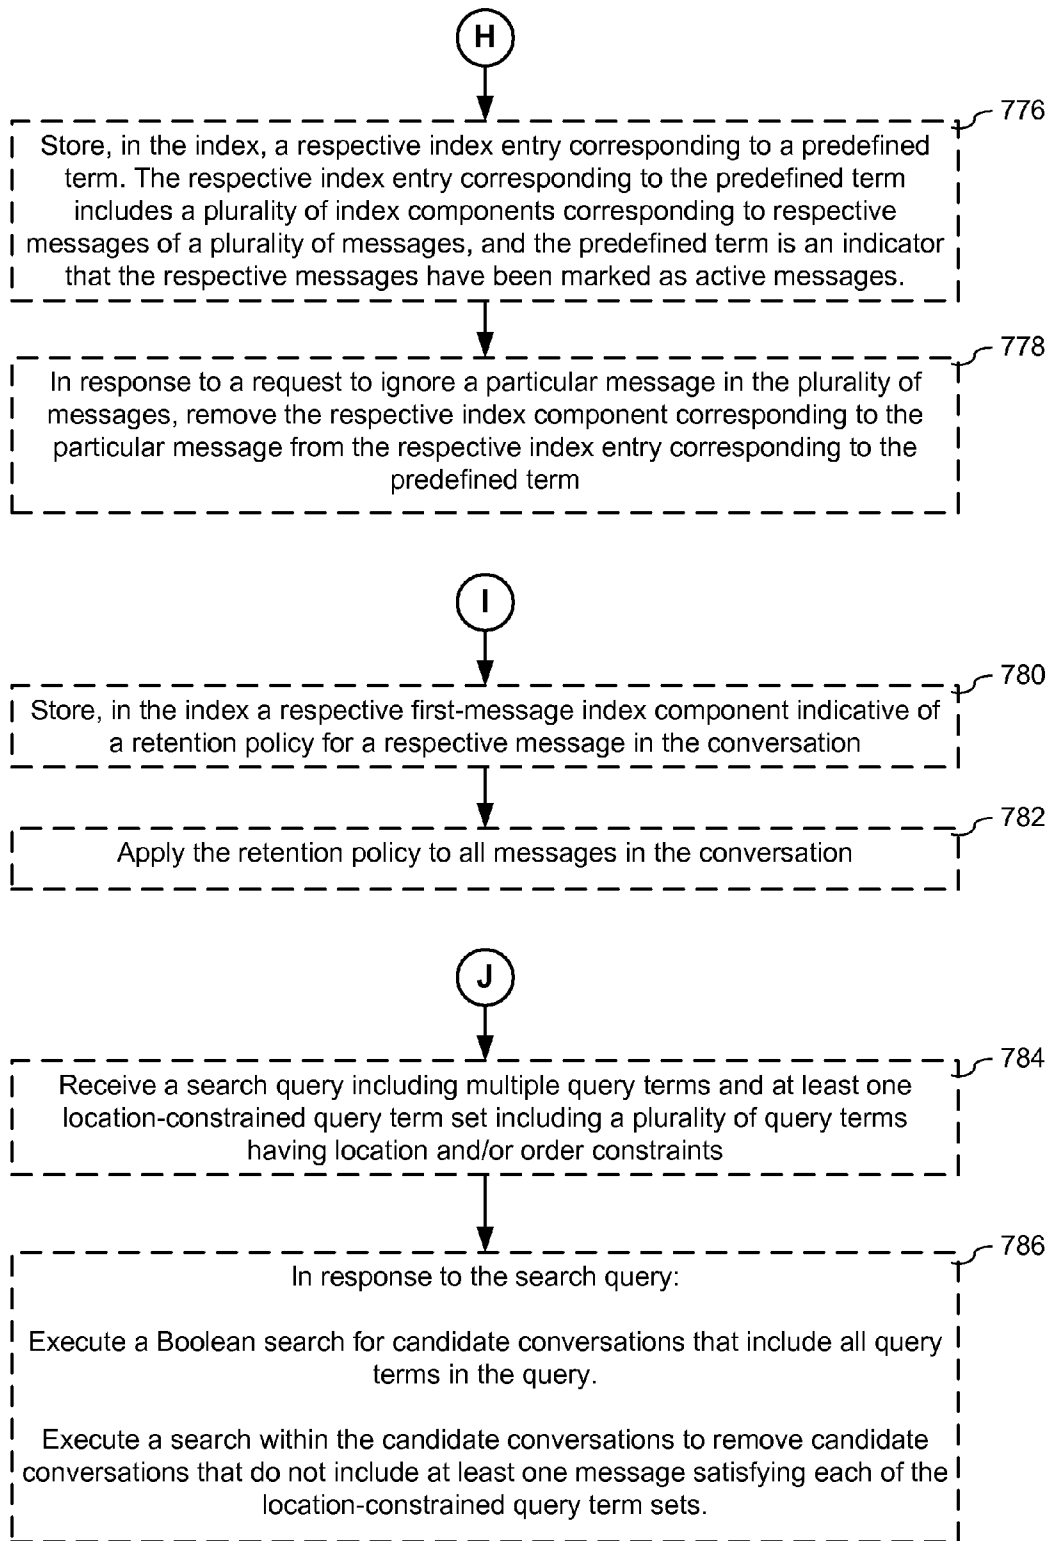 H
776
Store, in the index, a respective index entry corresponding to a predefined
term. The respective index entry corresponding to the predefined term
includes a plurality of index components corresponding to respective
messages of a plurality of messages, and the predefined term is an indicator
that the respective messages have been marked as active messages.
778
In response to a request to ignore a particular message in the plurality of
messages, remove the respective index component corresponding to the
particular message from the respective index entry corresponding to the
predefined term
I
780
Store, in the index a respective first-message index component indicative of
a retention policy for a respective message in the conversation
782
Apply the retention policy to all messages in the conversation
J
784
Receive a search query including multiple query terms and at least one
location-constrained query term set including a plurality of query terms
having location and/or order constraints
786
In response to the search query:
Execute a Boolean search for candidate conversations that include all query
terms in the query.
Execute a search within the candidate conversations to remove candidate
conversations that do not include at least one message satisfying each of the
location-constrained query term sets.